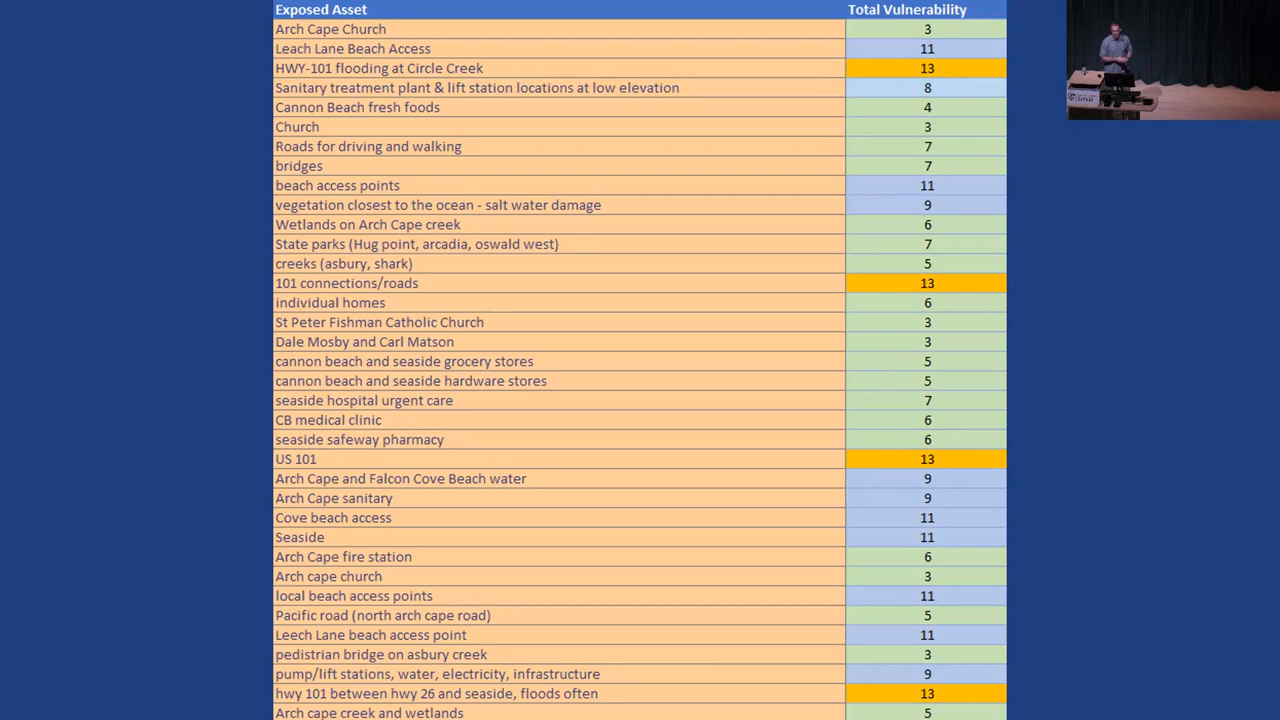 Exposed Asset Total Vulnerability
Arch Cape Church 3
Leach Lane Beach Access 11
HWY-101 flooding at Circle Creek 13
Sanitary treatment plant & lift station locations at low elevation 8
Cannon Beach fresh foods 4
Church 3
Roads for driving and walking 7
bridges 7
beach access points 11
vegetation closest to the ocean - salt water damage 9
Wetlands on Arch Cape creek 6
State parks (Hug point, arcadia, oswald west) 7
creeks (asbury, shark) 5
101 connections/roads 13
individual homes 6
St Peter Fishman Catholic Church 3
Dale Mosby and Carl Matson 3
cannon beach and seaside grocery stores 5
cannon beach and seaside hardware stores 5
seaside hospital urgent care 7
CB medical clinic 6
seaside safeway pharmacy 6
US 101 13
Arch Cape and Falcon Cove Beach water 9
Arch Cape sanitary 9
Cove beach access 11
Seaside 11
Arch Cape fire station 6
Arch cape church 3
local beach access points 11
Pacific road (north arch cape road) 5
Leech Lane beach access point 11
pedistrian bridge on asbury creek 3
pump/lift stations, water, electricity, infrastructure 9
hwy 101 between hwy 26 and seaside, floods often 13
Arch cape creek and wetlands 5